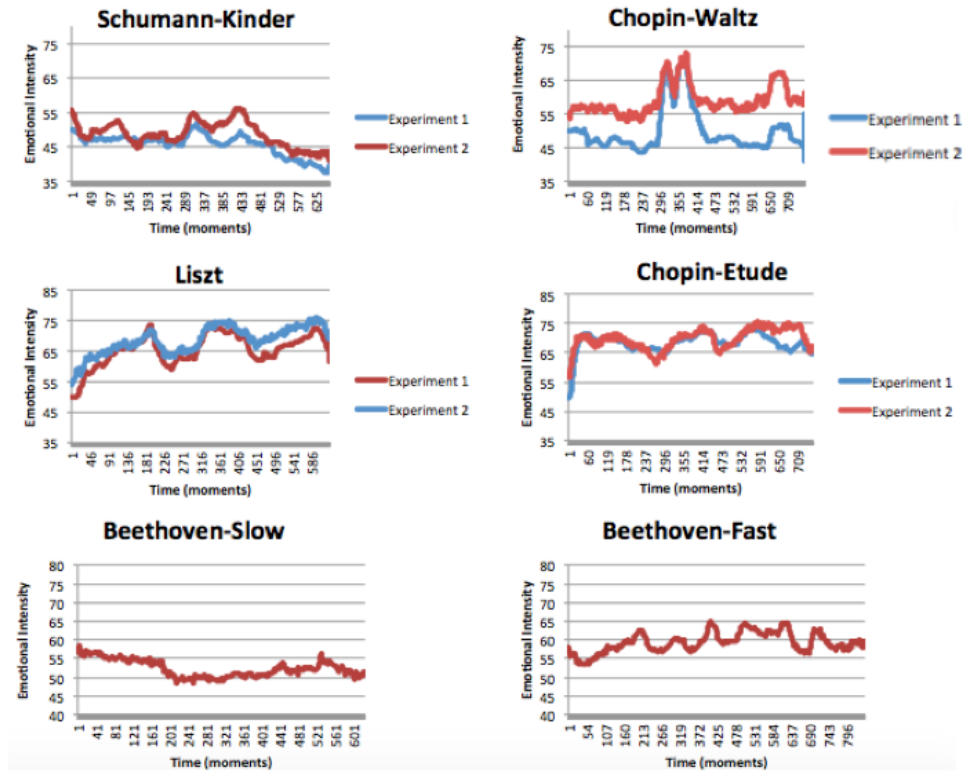 Schumann-Kinder
Emotional Intensity
75
65
55
45
35
1 49 97 145 193 241 289 337 385 433 481 529 577 625
Time (moments)
Experiment 1
Experiment 2
Chopin-Waltz
Emotional Intensity
75
65
55
45
35
1 60 119 178 237 296 355 414 473 532 591 650 709
Time (moments)
Experiment 1
Experiment 2
Liszt
Emotional Intensity
85
75
65
55
45
35
1 46 91 136 181 226 271 316 361 406 451 496 541 586
Time (moments)
Experiment 1
Experiment 2
Chopin-Etude
Emotional Intensity
85
75
65
55
45
35
1 60 119 178 237 296 355 414 473 532 591 650 709
Time (moments)
Experiment 1
Experiment 2
Beethoven-Slow
Emotional Intensity
80
75
70
65
60
55
50
45
40
1 41 81 121 161 201 241 281 321 361 401 441 481 521 561 601
Time (moments)
Beethoven-Fast
Emotional Intensity
80
75
70
65
60
55
50
45
40
1 54 107 160 213 266 319 372 425 478 531 584 637 690 743 796
Time (moments)